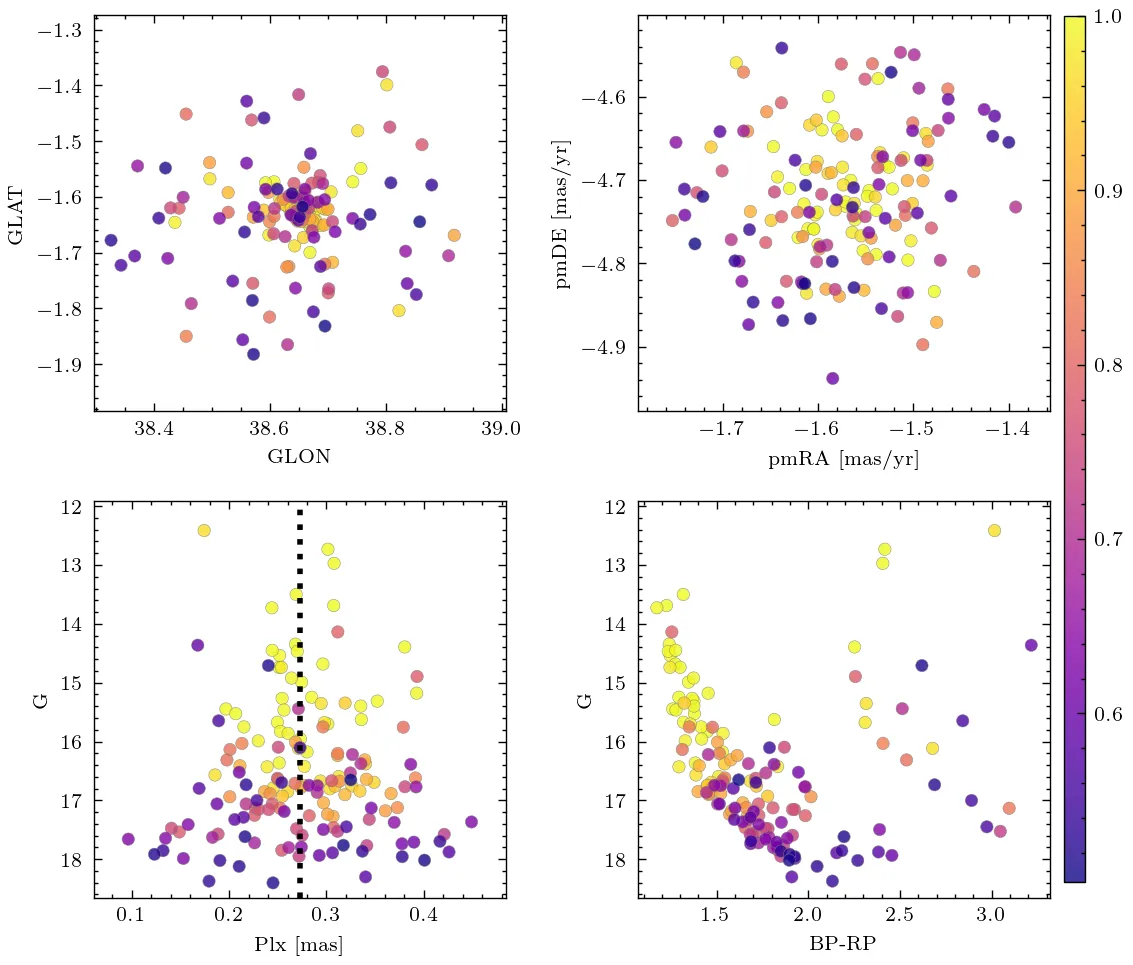 −1.3
−1.4
−1.5
−1.6
−1.7
−1.8
−1.9
GLAT
38.4 38.6 38.8 39.0
GLON
−4.6
−4.7
−4.8
−4.9
pmDE [mas/yr]
−1.7 −1.6 −1.5 −1.4
pmRA [mas/yr]
1.0
0.9
0.8
0.7
0.6
12
13
14
15
16
17
18
G
0.1 0.2 0.3 0.4
Plx [mas]
12
13
14
15
16
17
18
G
1.5 2.0 2.5 3.0
BP-RP